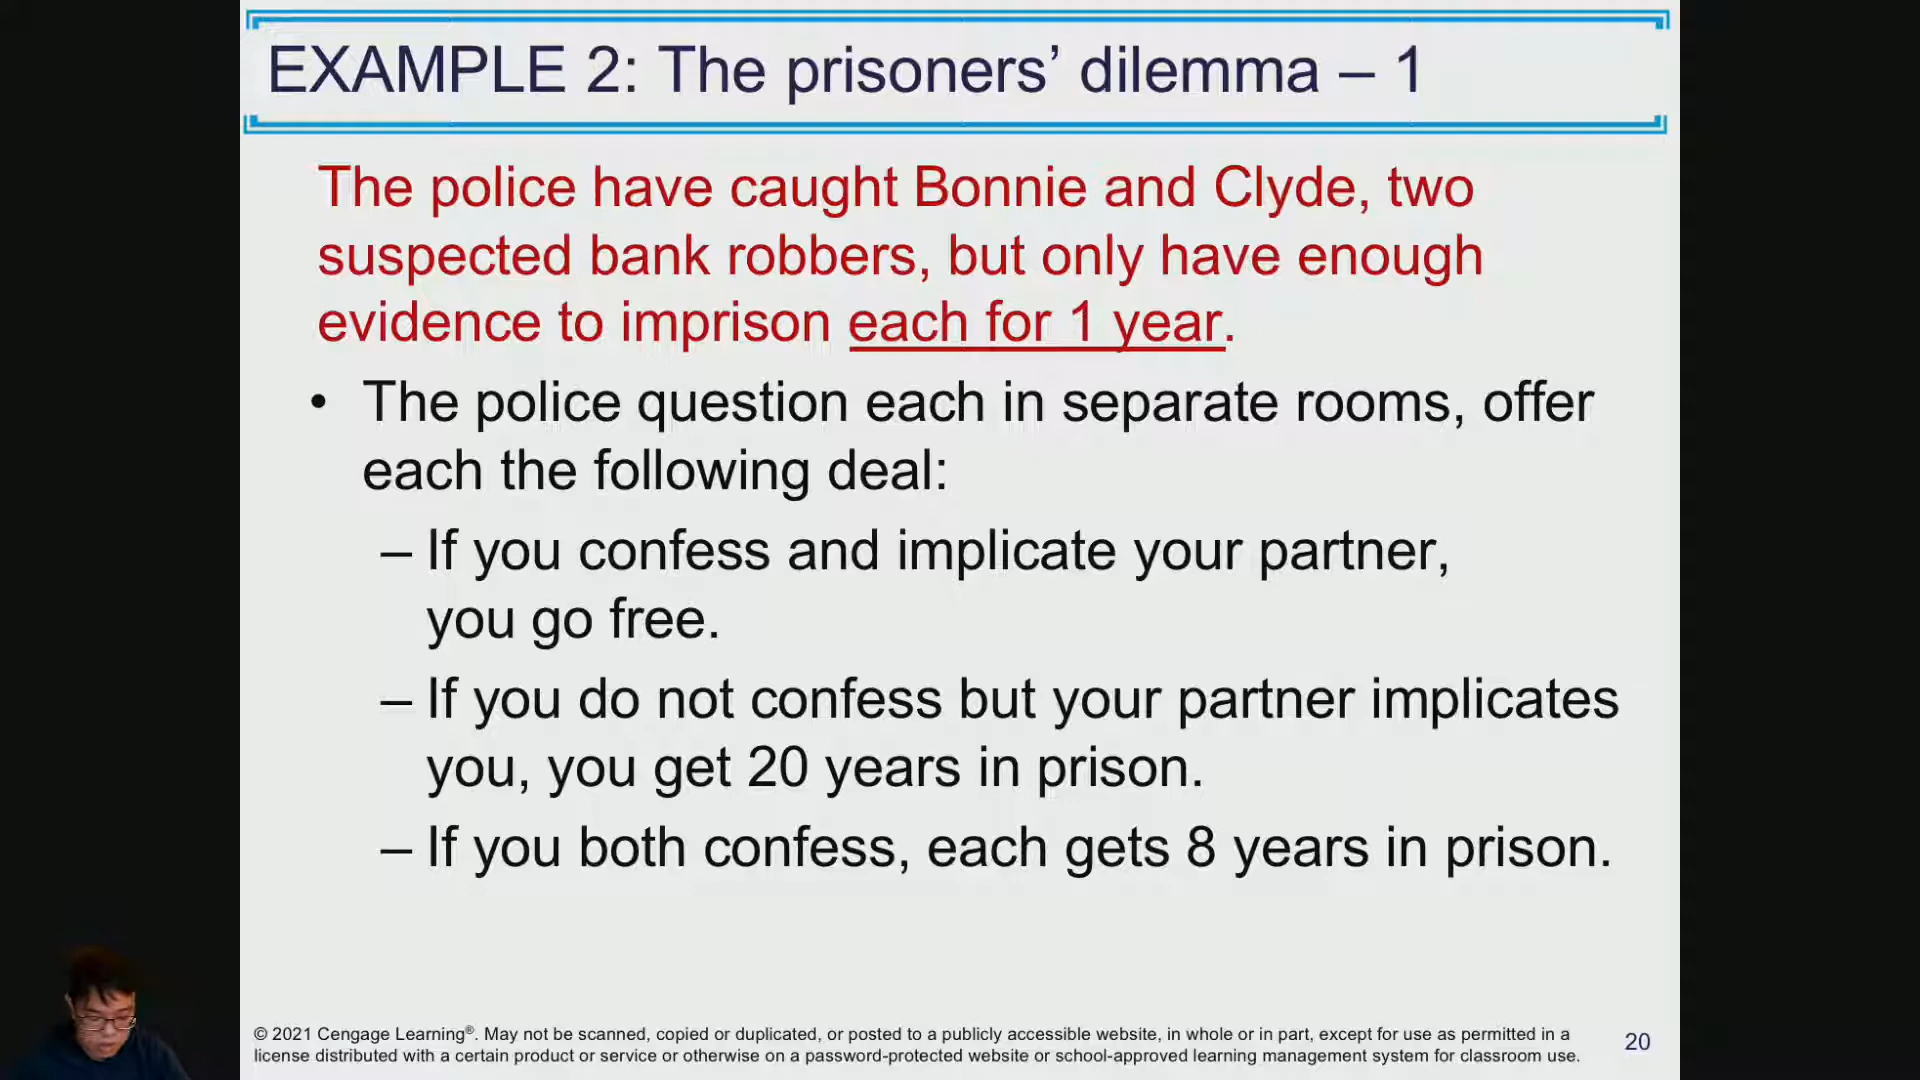 EXAMPLE 2: The prisoners’ dilemma – 1
The police have caught Bonnie and Clyde, two
suspected bank robbers, but only have enough
evidence to imprison each for 1 year.
• The police question each in separate rooms, offer
each the following deal:
– If you confess and implicate your partner,
you go free.
– If you do not confess but your partner implicates
you, you get 20 years in prison.
– If you both confess, each gets 8 years in prison.
© 2021 Cengage Learning®. May not be scanned, copied or duplicated, or posted to a publicly accessible website, in whole or in part, except for use as permitted in a
license distributed with a certain product or service or otherwise on a password-protected website or school-approved learning management system for classroom use.
20